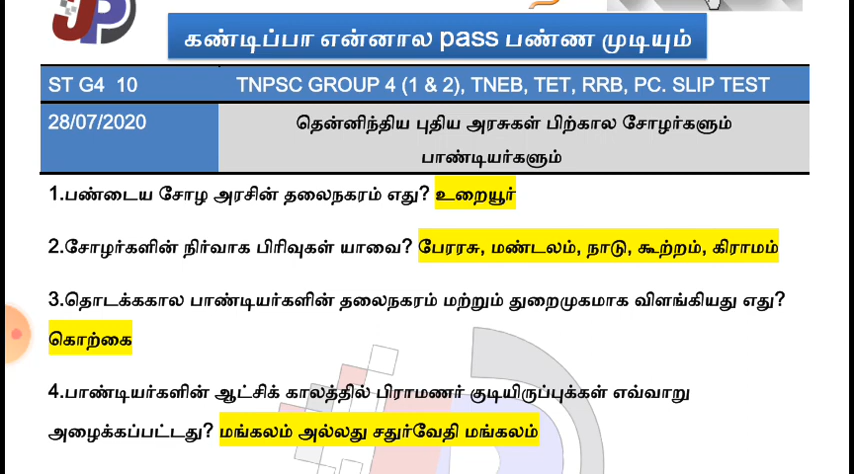 JP
கண்டிப்பா என்னால pass பண்ண முடியும்
ST G4 10 TNPSC GROUP 4 (1 & 2), TNEB, TET, RRB, PC. SLIP TEST
28/07/2020 தென்னிந்திய புதிய அரசுகள் பிற்கால சோழர்களும்
பாண்டியர்களும்
1.பண்டைய சோழ அரசின் தலைநகரம் எது? உறையூர்
2.சோழர்களின் நிர்வாக பிரிவுகள் யாவை? பேரரசு, மண்டலம், நாடு, கூற்றம், கிராமம்
3.தொடக்ககால பாண்டியர்களின் தலைநகரம் மற்றும் துறைமுகமாக விளங்கியது எது?
கொற்கை
4.பாண்டியர்களின் ஆட்சிக் காலத்தில் பிராமணர் குடியிருப்புக்கள் எவ்வாறு
அழைக்கப்பட்டது? மங்கலம் அல்லது சதுர்வேதி மங்கலம்